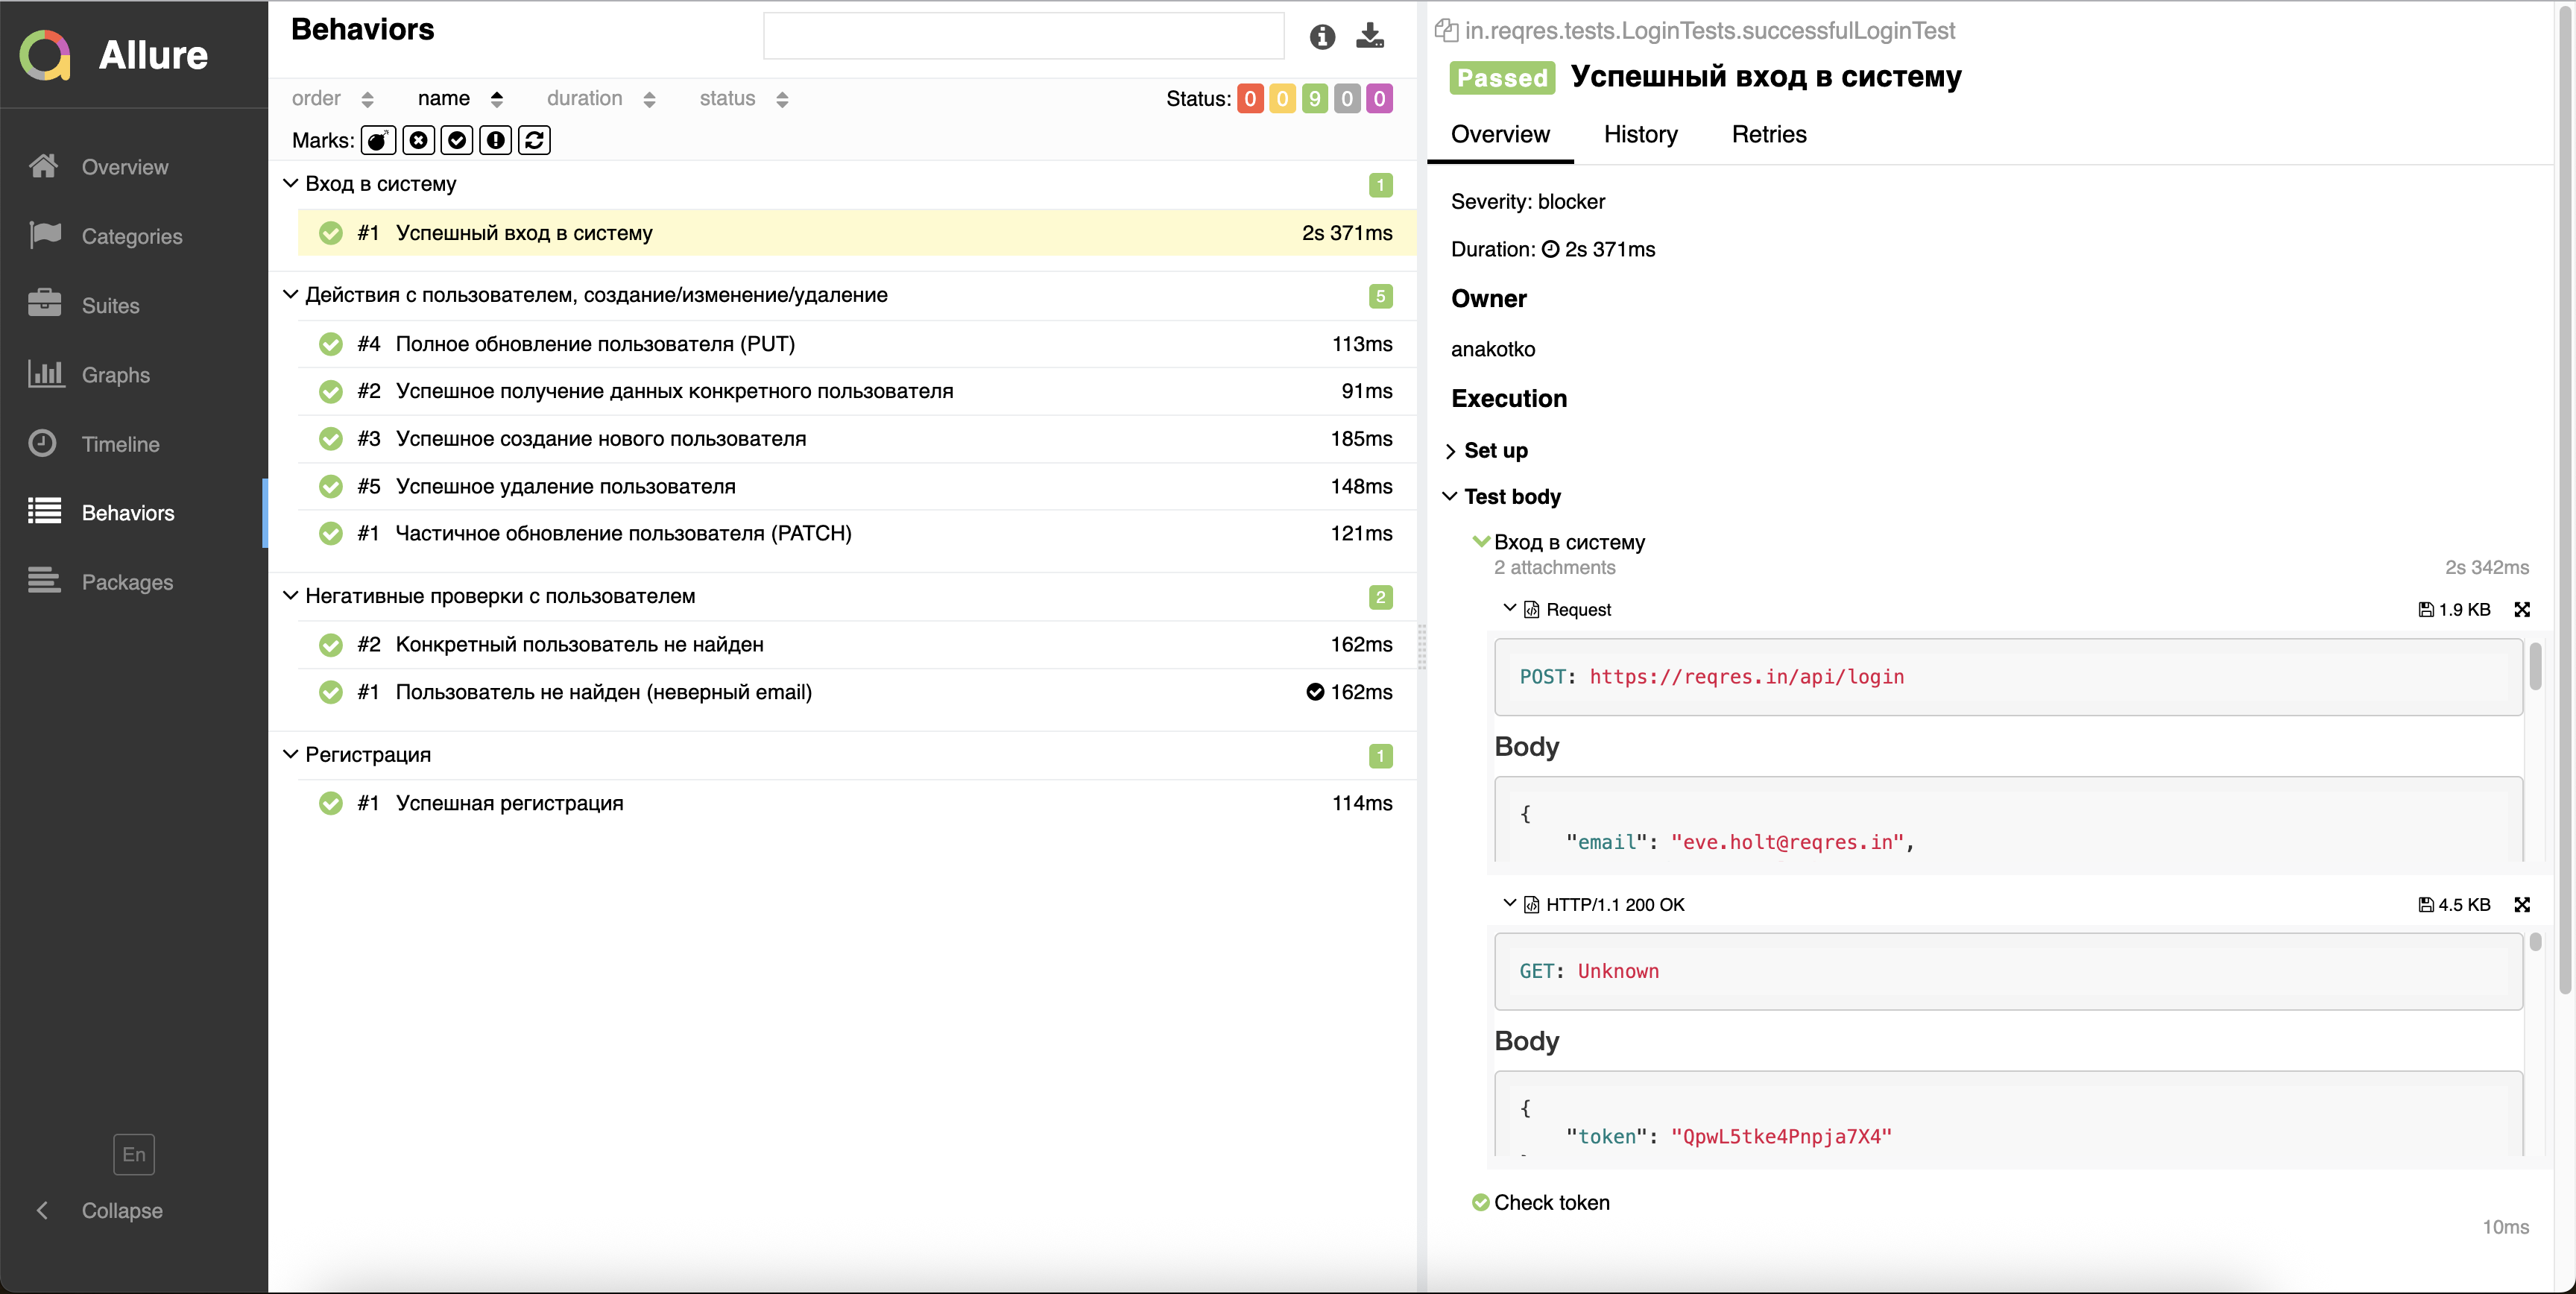 Allure
Overview
Categories
Suites
Graphs
Timeline
Behaviors
Packages
En
Collapse
Behaviors
order name duration status Status: 0 0 9 0 0
Marks:
Вход в систему 1
#1 Успешный вход в систему 2s 371ms
Действия с пользователем, создание/изменение/удаление 5
#4 Полное обновление пользователя (PUT) 113ms
#2 Успешное получение данных конкретного пользователя 91ms
#3 Успешное создание нового пользователя 185ms
#5 Успешное удаление пользователя 148ms
#1 Частичное обновление пользователя (PATCH) 121ms
Негативные проверки с пользователем 2
#2 Конкретный пользователь не найден 162ms
#1 Пользователь не найден (неверный email) 162ms
Регистрация 1
#1 Успешная регистрация 114ms
in.reqres.tests.LoginTests.successfulLoginTest
Passed Успешный вход в систему
Overview History Retries
Severity: blocker
Duration: 2s 371ms
Owner
anakotko
Execution
Set up
Test body
Вход в систему
2 attachments 2s 342ms
Request 1.9 KB
POST: https://reqres.in/api/login
Body
{
"email": "eve.holt@reqres.in",
HTTP/1.1 200 OK 4.5 KB
GET: Unknown
Body
{
"token": "QpwL5tke4Pnpja7X4"
Check token
10ms